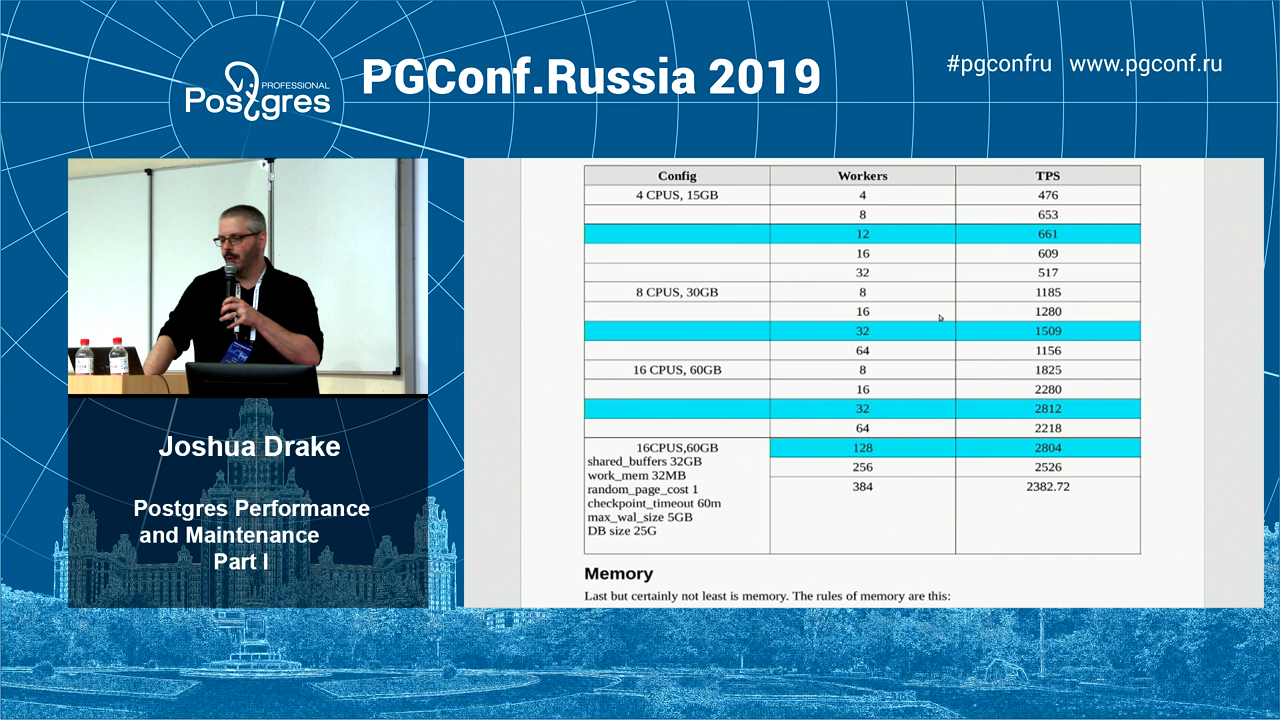 PROFESSIONAL
Postgres
PGConf.Russia 2019
#pgconfru www.pgconf.ru
Joshua Drake
Postgres Performance
and Maintenance
Part I
Config Workers TPS
4 CPUS, 15GB 4 476
8 653
12 661
16 609
32 517
8 CPUS, 30GB 8 1185
16 1280
32 1509
64 1156
16 CPUS, 60GB 8 1825
16 2280
32 2812
64 2218
16CPUS,60GB 128 2804
shared_buffers 32GB
work_mem 32MB 256 2526
random_page_cost 1 384 2382.72
checkpoint_timeout 60m
max_wal_size 5GB
DB size 25G
Memory
Last but certainly not least is memory. The rules of memory are this: